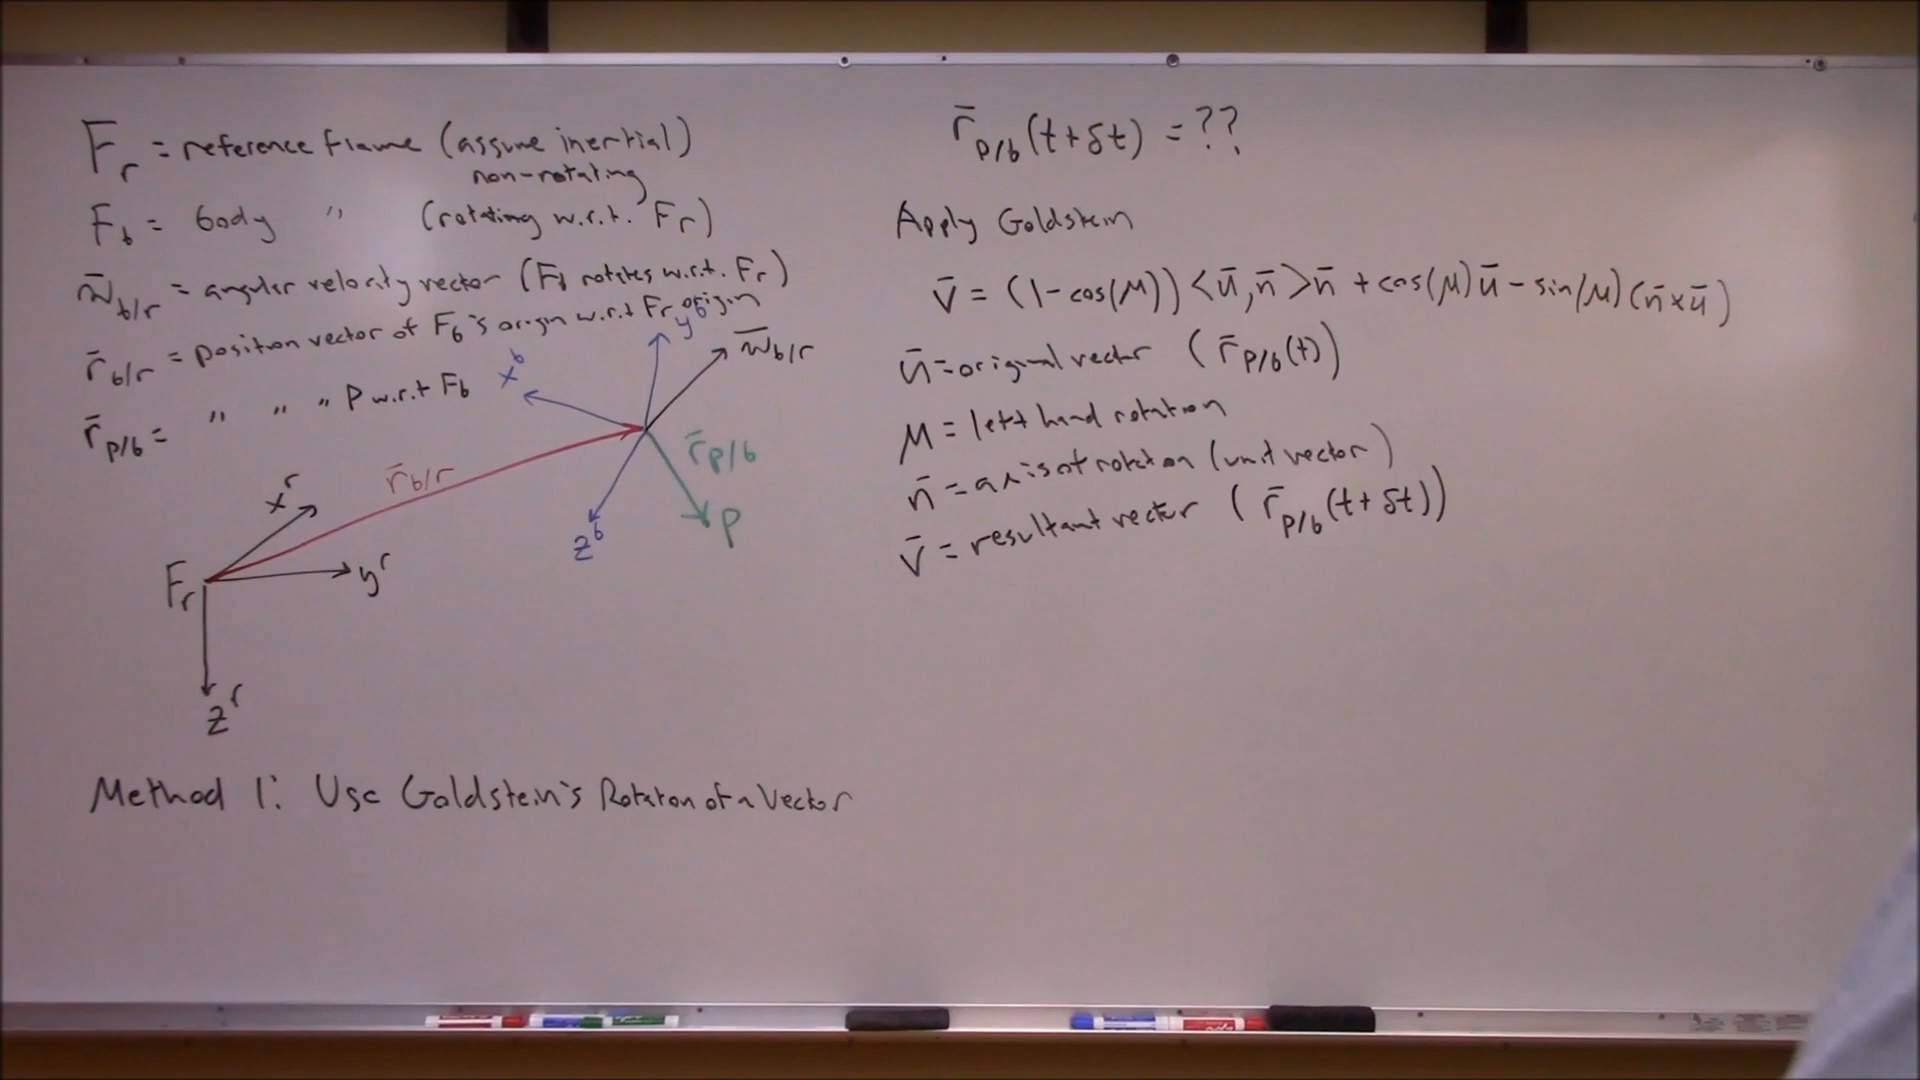 F_r = reference frame (assume inertial)
non-rotating
F_b = body " (rotating w.r.t. F_r)
ω̄_b/r = angular velocity vector (F_b rotates w.r.t. F_r)
r̄_b/r = position vector of F_b's origin w.r.t F_r origin
r̄_P/b = " " " P w.r.t F_b
x^b
y^b
ω̄_b/r
r̄_P/b
P
z^b
r̄_b/r
x^r
F_r
y^r
z^r
Method 1: Use Goldstein's Rotation of a Vector
r̄_P/b(t+δt) = ??
Apply Goldstein
v̄ = (1-cos(μ))<ū,n̄>n̄ + cos(μ)ū - sin(μ)(n̄×ū)
ū = original vector (r̄_P/b(t))
μ = left hand rotation
n̄ = axis of rotation (unit vector)
v̄ = resultant vector (r̄_P/b(t+δt))